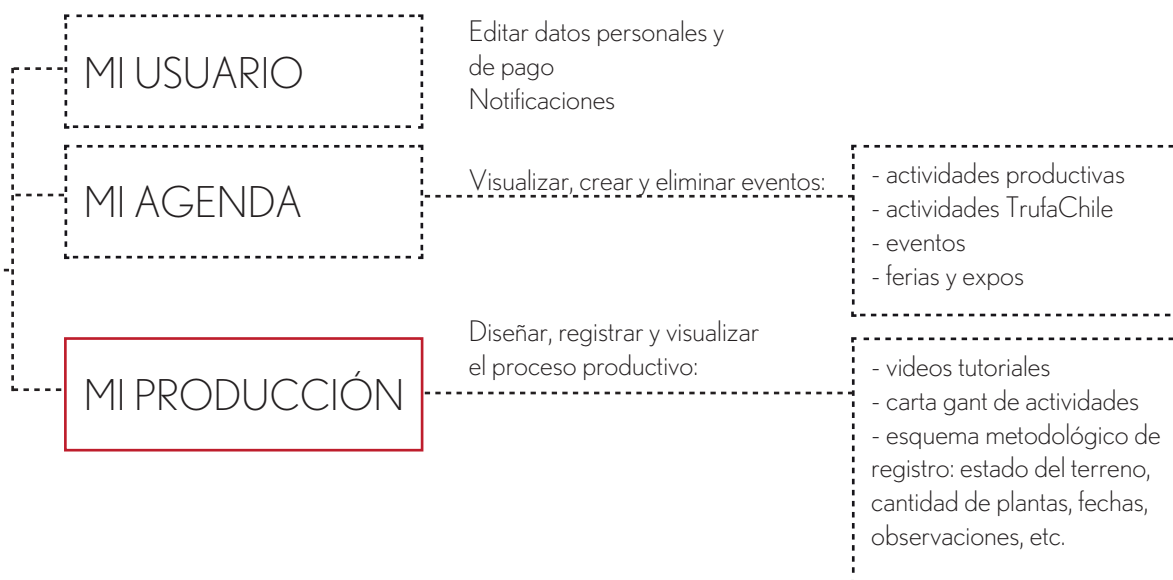 MI USUARIO
Editar datos personales y
de pago
Notificaciones
MI AGENDA
Visualizar, crear y eliminar eventos:
- actividades productivas
- actividades TrufaChile
- eventos
- ferias y expos
MI PRODUCCIÓN
Diseñar, registrar y visualizar
el proceso productivo:
- videos tutoriales
- carta gant de actividades
- esquema metodológico de
registro: estado del terreno,
cantidad de plantas, fechas,
observaciones, etc.